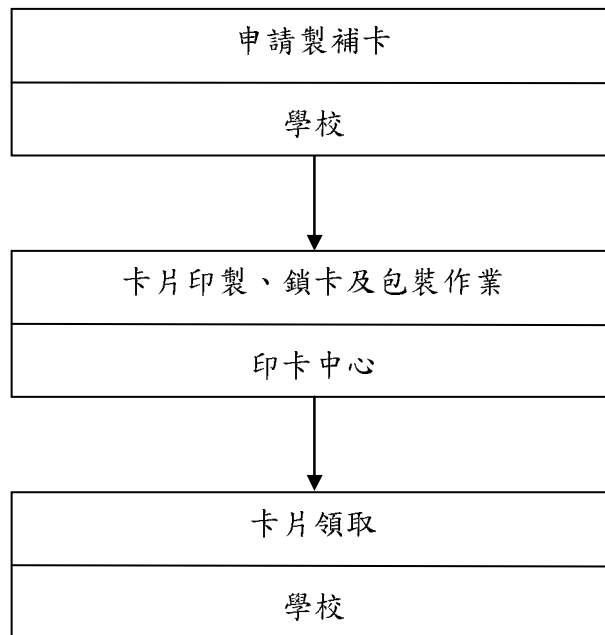 申請製補卡
學校
卡片印製、鎖卡及包裝作業
印卡中心
卡片領取
學校